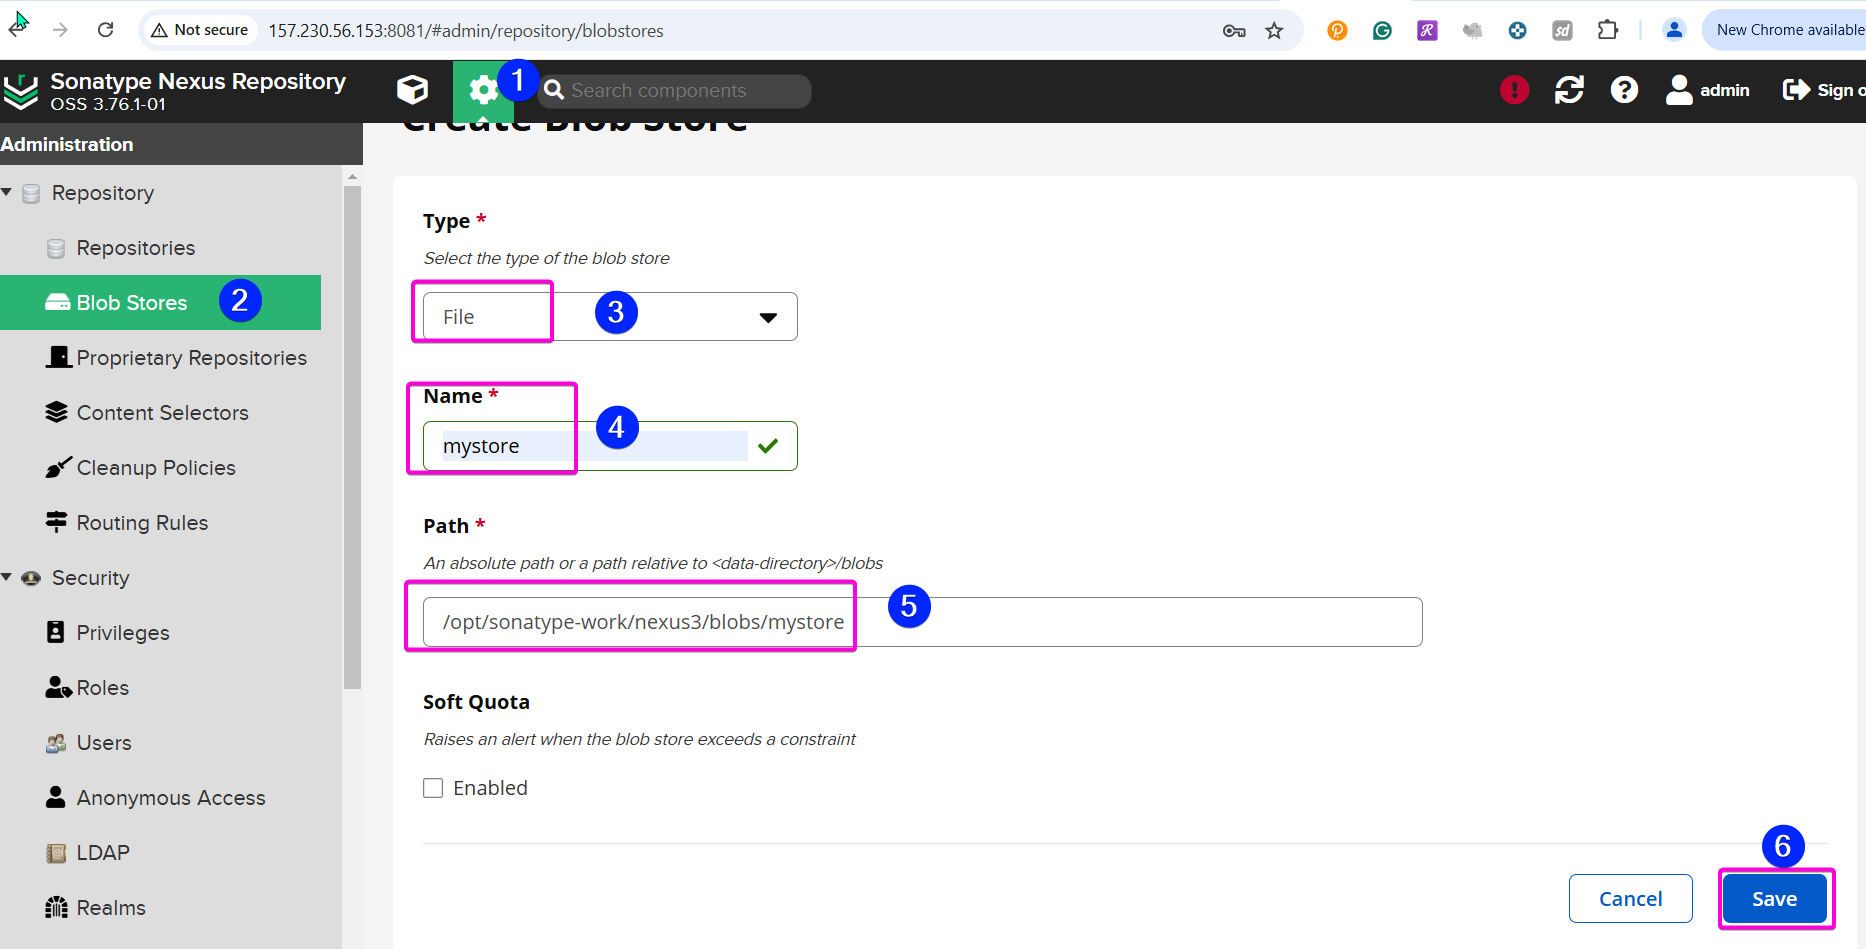 Not secure
157.230.56.153:8081/#admin/repository/blobstores
New Chrome available
Sonatype Nexus Repository
OSS 3.76.1-01
1
Search components
admin
Sign o
Create Blob Store
Administration
Repository
Repositories
Blob Stores
2
Proprietary Repositories
Content Selectors
Cleanup Policies
Routing Rules
Security
Privileges
Roles
Users
Anonymous Access
LDAP
Realms
Type *
Select the type of the blob store
File
3
Name *
mystore
4
Path *
An absolute path or a path relative to <data-directory>/blobs
/opt/sonatype-work/nexus3/blobs/mystore
5
Soft Quota
Raises an alert when the blob store exceeds a constraint
Enabled
6
Cancel
Save